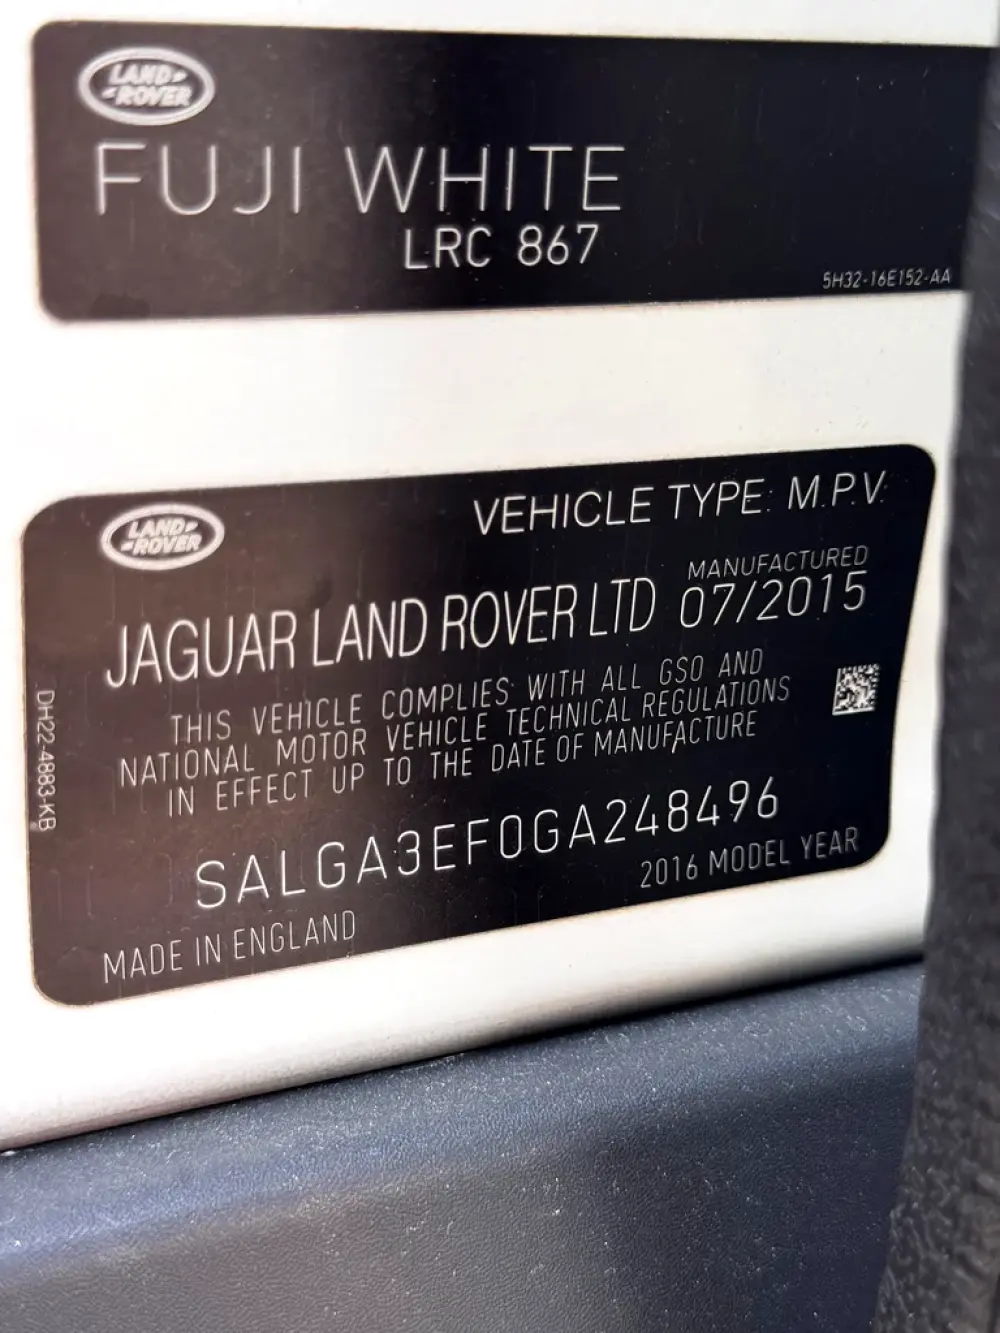 LAND-
-ROVER
FUJI WHITE
LRC 867
5H32-16E152-AA
LAND-
-ROVER
VEHICLE TYPE: M.P.V.
MANUFACTURED
JAGUAR LAND ROVER LTD 07/2015
THIS VEHICLE COMPLIES WITH ALL GSO AND
NATIONAL MOTOR VEHICLE TECHNICAL REGULATIONS
IN EFFECT UP TO THE DATE OF MANUFACTURE
DH22-4883-KB
SALGA3EF0GA248496
2016 MODEL YEAR
MADE IN ENGLAND